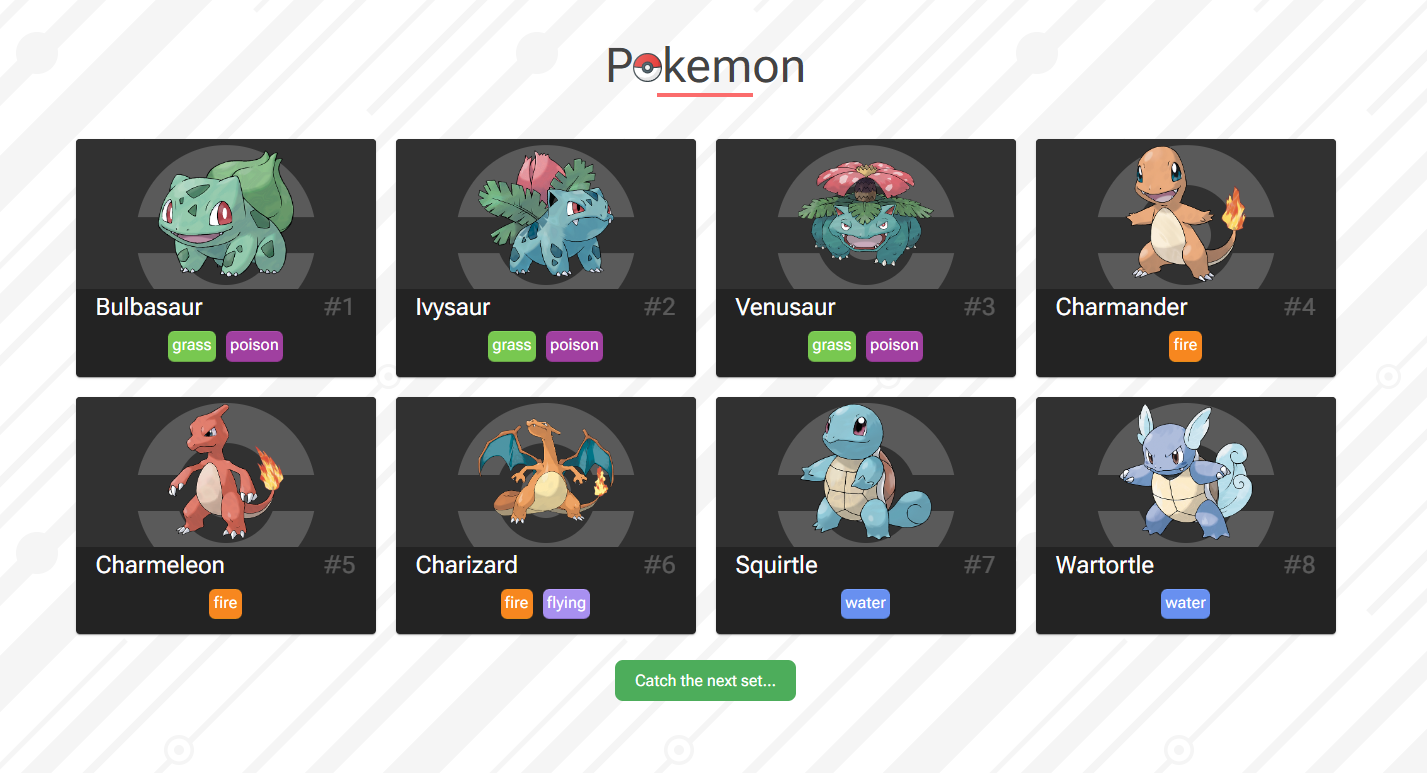 Pokemon
Bulbasaur #1
grass poison
Ivysaur #2
grass poison
Venusaur #3
grass poison
Charmander #4
fire
Charmeleon #5
fire
Charizard #6
fire flying
Squirtle #7
water
Wartortle #8
water
Catch the next set...